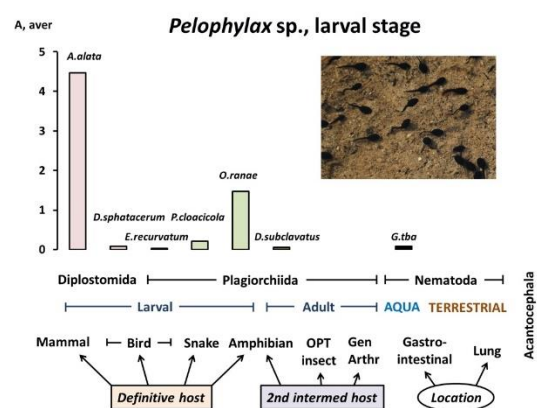 A, aver
Pelophylax sp., larval stage
5
4
3
2
1
0
A.alata
D.sphatacerum
E.recurvatum
P.cloacicola
O.ranae
D.subclavatus
G.tba
Diplostomida
Plagiorchiida
Nematoda
Larval
Adult
AQUA
TERRESTRIAL
Acantocephala
Mammal
Bird
Snake
Amphibian
OPT
insect
Gen
Arthr
Gastro-
intestinal
Lung
Definitive host
2nd intermed host
Location